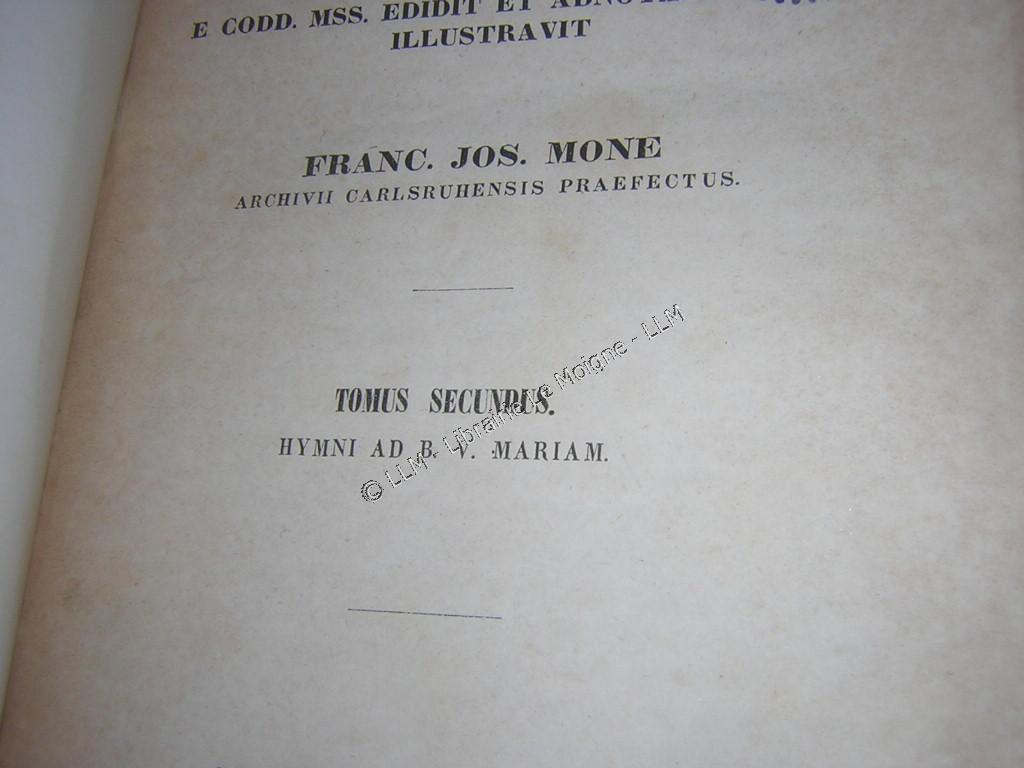 E CODD. MSS. EDIDIT ET
ILLUSTRAVIT
FRANC. JOS. MONE
ARCHIVII CARLSRUHENSIS PRAEFECTUS.
TOMUS SECUNDUS.
HYMNI AD B. V. MARIAM.
© LLM - Librairie Le Moigne - LLM